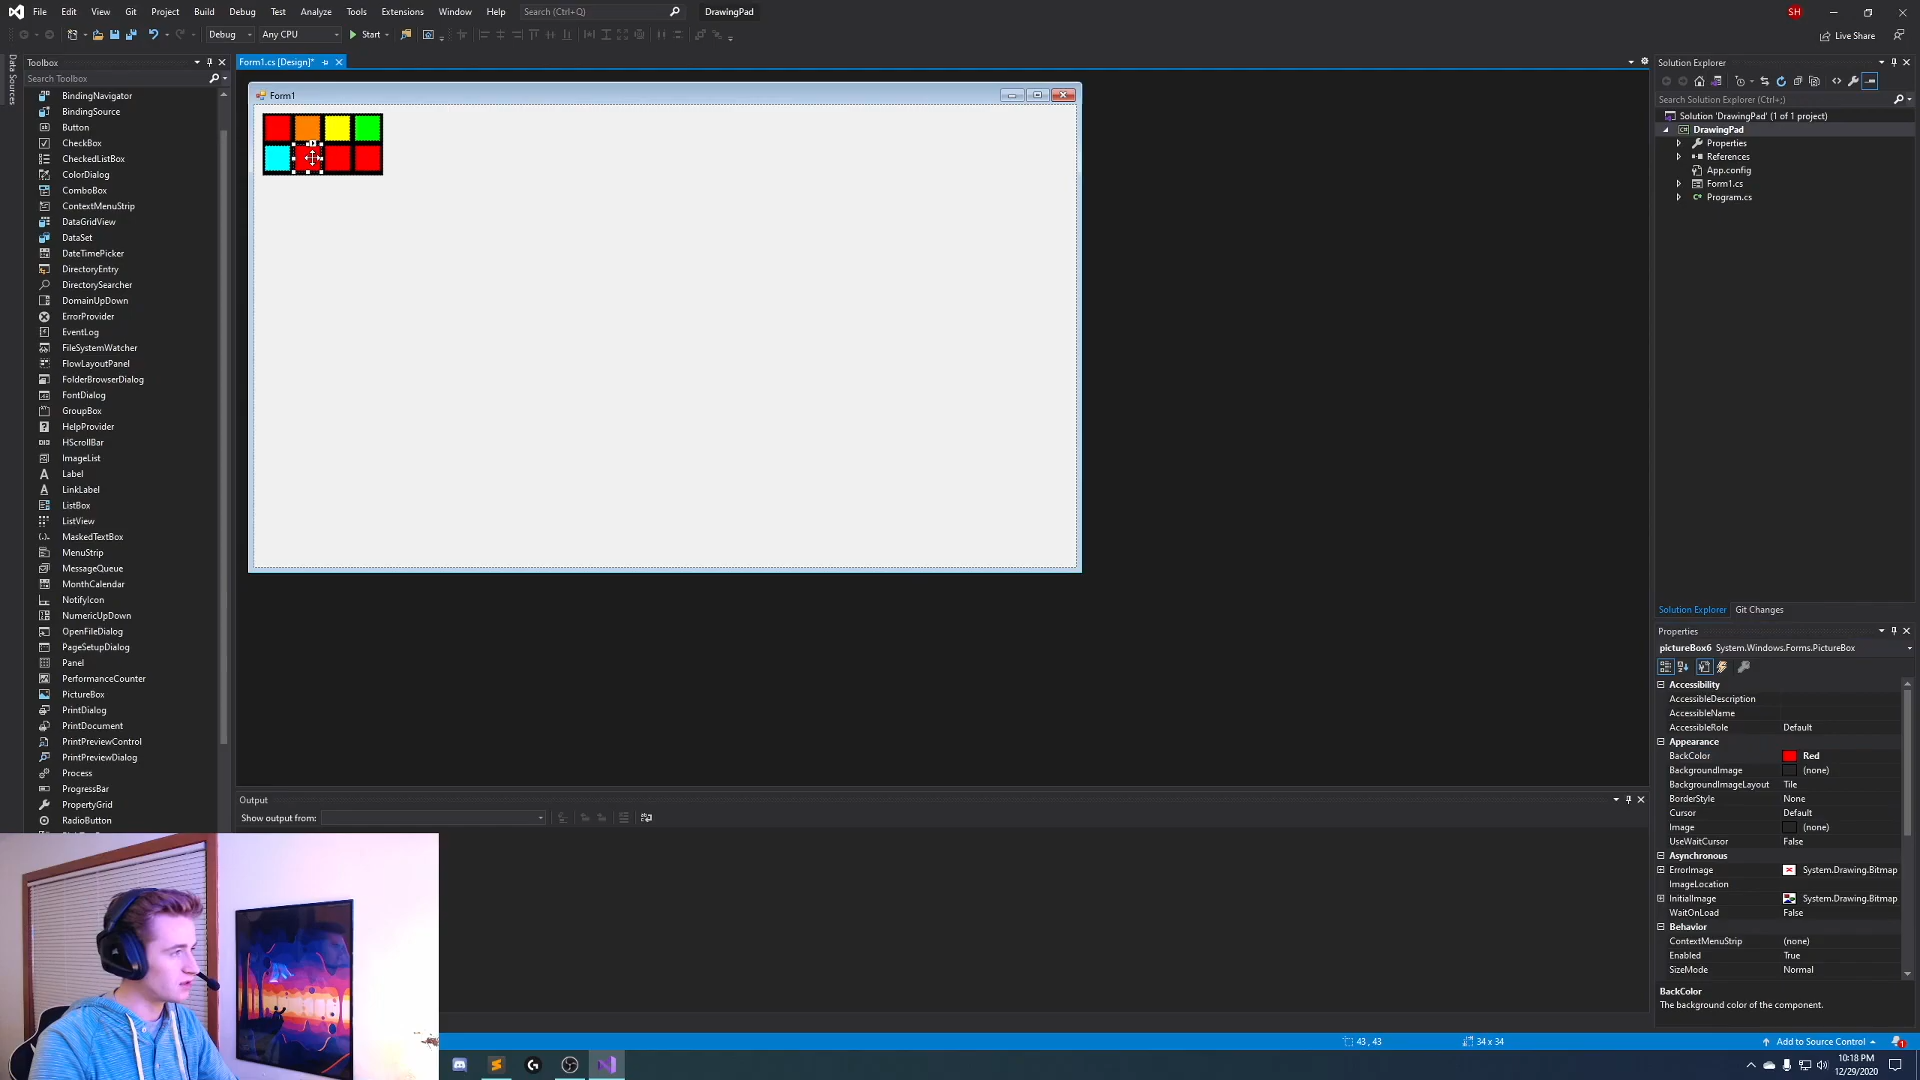 File Edit View Git Project Build Debug Test Analyze Tools Extensions Window Help Search (Ctrl+Q) DrawingPad SH
Debug Any CPU Start Live Share
Data Sources
Toolbox
Search Toolbox
BindingNavigator
BindingSource
Button
CheckBox
CheckedListBox
ColorDialog
ComboBox
ContextMenuStrip
DataGridView
DataSet
DateTimePicker
DirectoryEntry
DirectorySearcher
DomainUpDown
ErrorProvider
EventLog
FileSystemWatcher
FlowLayoutPanel
FolderBrowserDialog
FontDialog
GroupBox
HelpProvider
HScrollBar
ImageList
Label
LinkLabel
ListBox
ListView
MaskedTextBox
MenuStrip
MessageQueue
MonthCalendar
NotifyIcon
NumericUpDown
OpenFileDialog
PageSetupDialog
Panel
PerformanceCounter
PictureBox
PrintDialog
PrintDocument
PrintPreviewControl
PrintPreviewDialog
Process
ProgressBar
PropertyGrid
RadioButton
Form1.cs [Design]*
Form1
Output
Show output from:
Solution Explorer
Search Solution Explorer (Ctrl+;)
Solution 'DrawingPad' (1 of 1 project)
DrawingPad
Properties
References
App.config
Form1.cs
Program.cs
Solution Explorer Git Changes
Properties
pictureBox6 System.Windows.Forms.PictureBox
Accessibility
AccessibleDescription
AccessibleName
AccessibleRole Default
Appearance
BackColor Red
BackgroundImage (none)
BackgroundImageLayout Tile
BorderStyle None
Cursor Default
Image (none)
UseWaitCursor False
Asynchronous
ErrorImage System.Drawing.Bitmap
ImageLocation
InitialImage System.Drawing.Bitmap
WaitOnLoad False
Behavior
ContextMenuStrip (none)
Enabled True
SizeMode Normal
BackColor
The background color of the component.
43 , 43 34 x 34 Add to Source Control 1
10:18 PM
12/29/2020